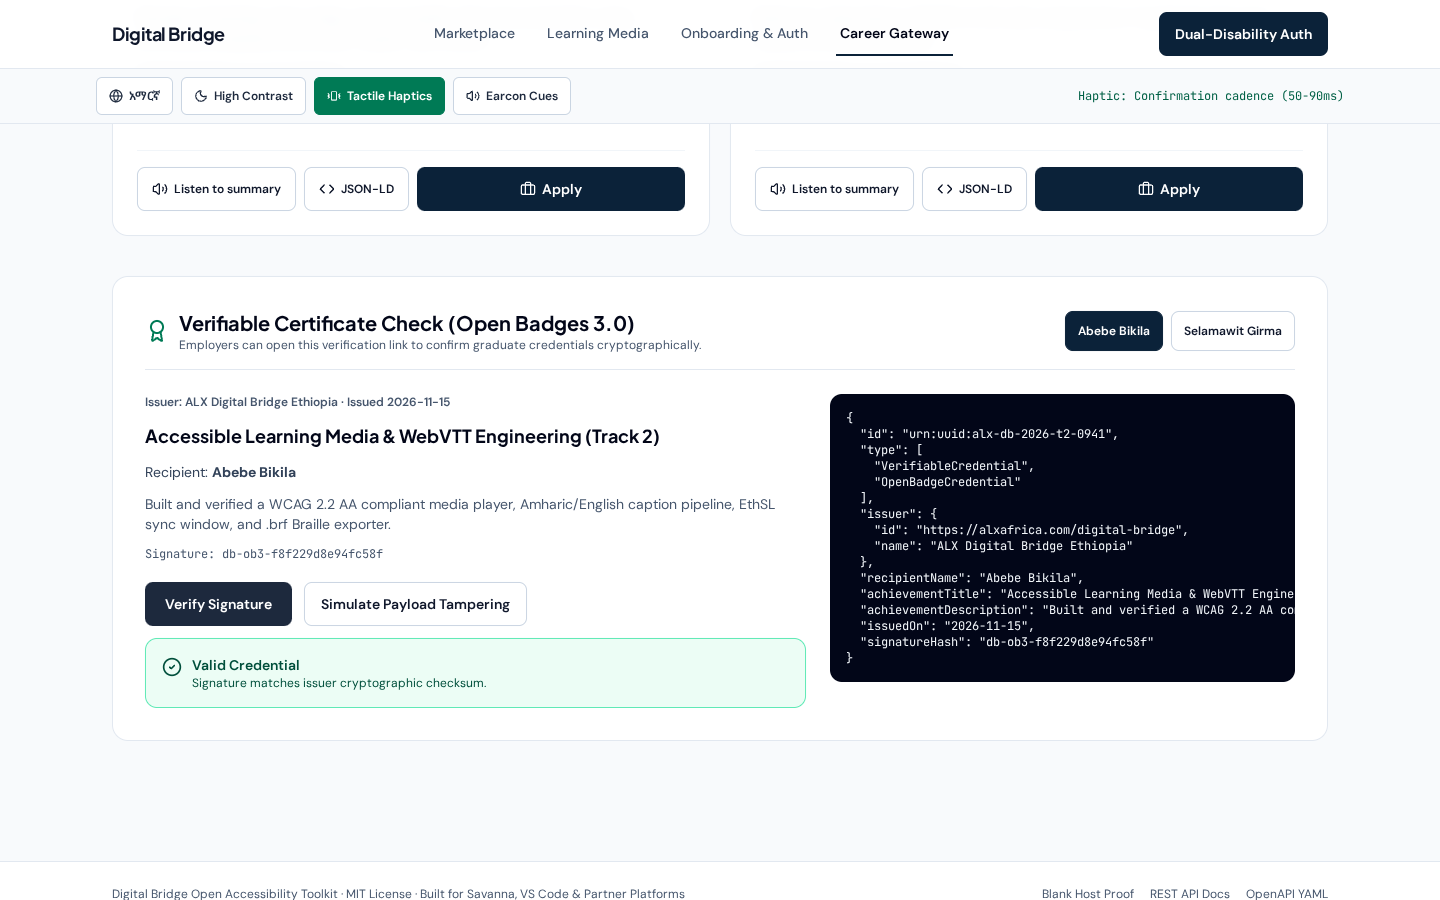 Digital Bridge
Marketplace
Learning Media
Onboarding & Auth
Career Gateway
Dual-Disability Auth
አማርኛ
High Contrast
Tactile Haptics
Earcon Cues
Haptic: Confirmation cadence (50-90ms)
Listen to summary
JSON-LD
Apply
Listen to summary
JSON-LD
Apply
Verifiable Certificate Check (Open Badges 3.0)
Employers can open this verification link to confirm graduate credentials cryptographically.
Abebe Bikila
Selamawit Girma
Issuer: ALX Digital Bridge Ethiopia · Issued 2026-11-15
Accessible Learning Media & WebVTT Engineering (Track 2)
Recipient: Abebe Bikila
Built and verified a WCAG 2.2 AA compliant media player, Amharic/English caption pipeline, EthSL
sync window, and .brf Braille exporter.
Signature: db-ob3-f8f229d8e94fc58f
Verify Signature
Simulate Payload Tampering
Valid Credential
Signature matches issuer cryptographic checksum.
{
"id": "urn:uuid:alx-db-2026-t2-0941",
"type": [
"VerifiableCredential",
"OpenBadgeCredential"
],
"issuer": {
"id": "https://alxafrica.com/digital-bridge",
"name": "ALX Digital Bridge Ethiopia"
},
"recipientName": "Abebe Bikila",
"achievementTitle": "Accessible Learning Media & WebVTT Engine
"achievementDescription": "Built and verified a WCAG 2.2 AA co
"issuedOn": "2026-11-15",
"signatureHash": "db-ob3-f8f229d8e94fc58f"
}
Digital Bridge Open Accessibility Toolkit · MIT License · Built for Savanna, VS Code & Partner Platforms
Blank Host Proof
REST API Docs
OpenAPI YAML